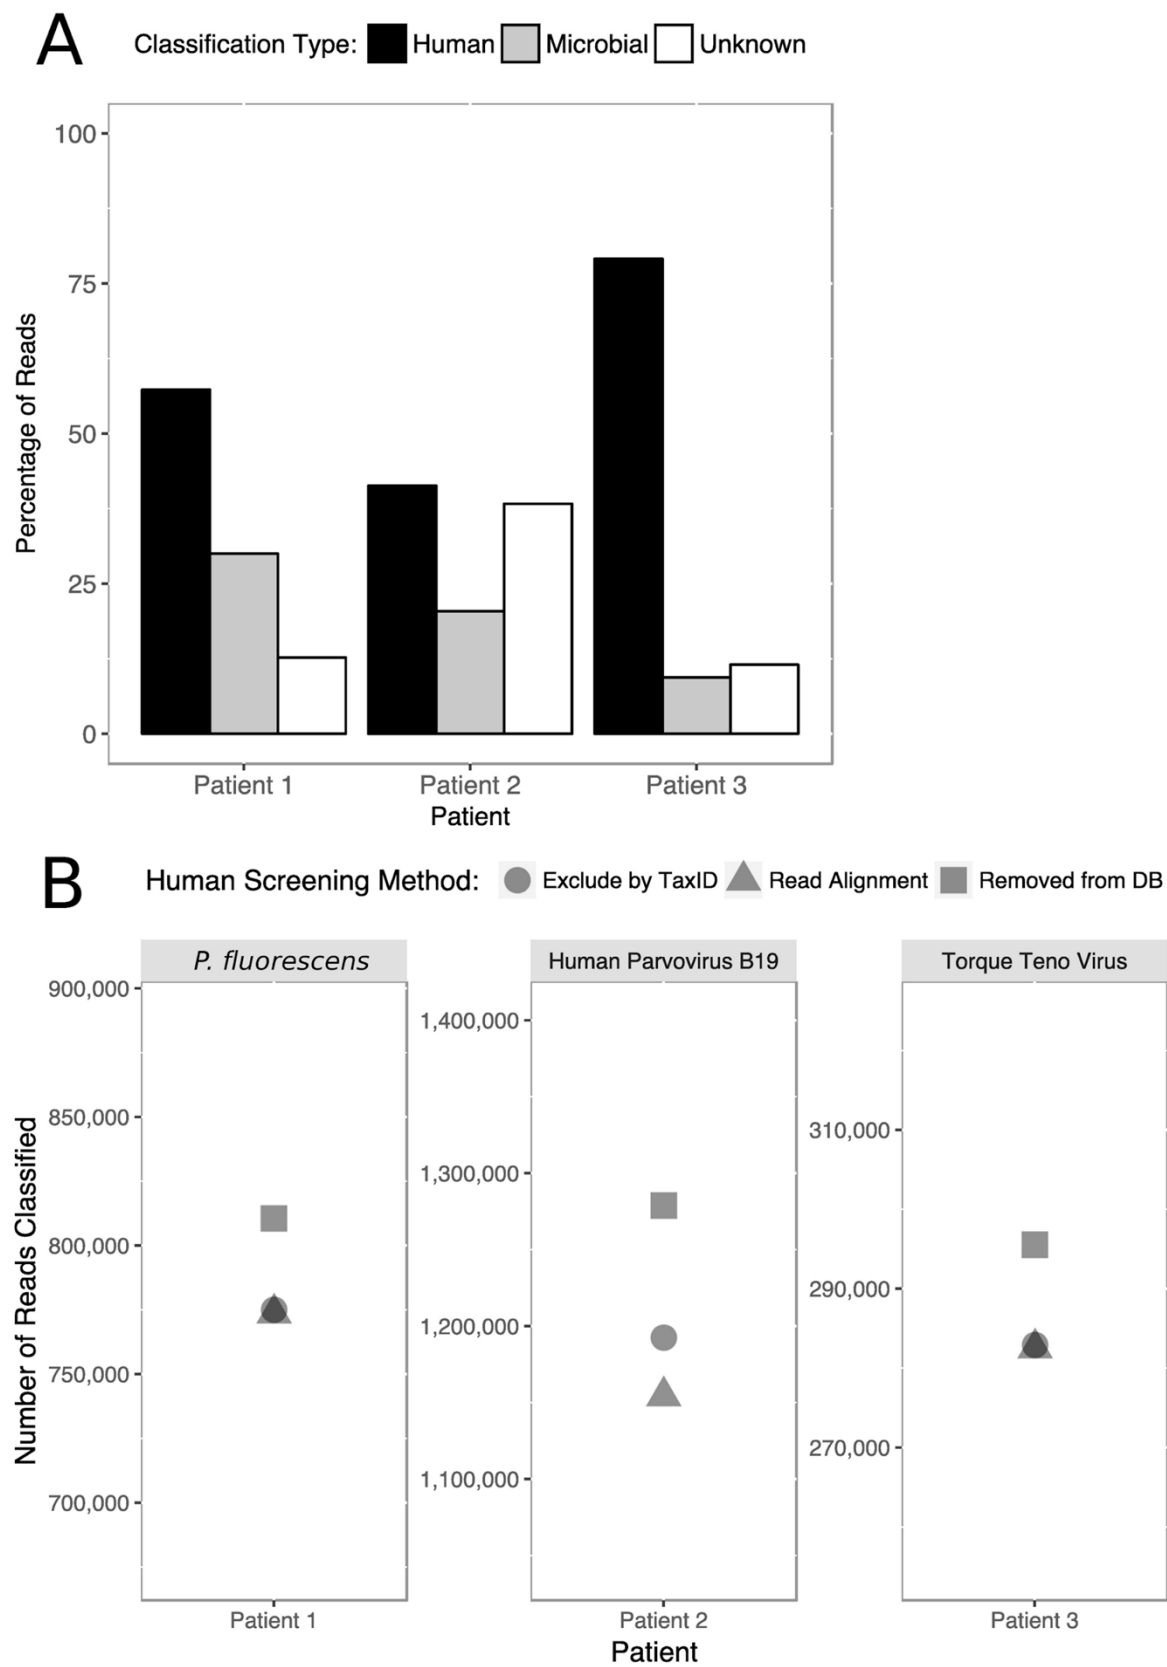 A
Classification Type: Human Microbial Unknown
100
75
50
25
0
Percentage of Reads
Patient 1 Patient 2 Patient 3
Patient
B
Human Screening Method: Exclude by TaxID Read Alignment Removed from DB
P. fluorescens Human Parvovirus B19 Torque Teno Virus
Number of Reads Classified
900,000
850,000
800,000
750,000
700,000
1,400,000
1,300,000
1,200,000
1,100,000
310,000
290,000
270,000
Patient 1 Patient 2 Patient 3
Patient